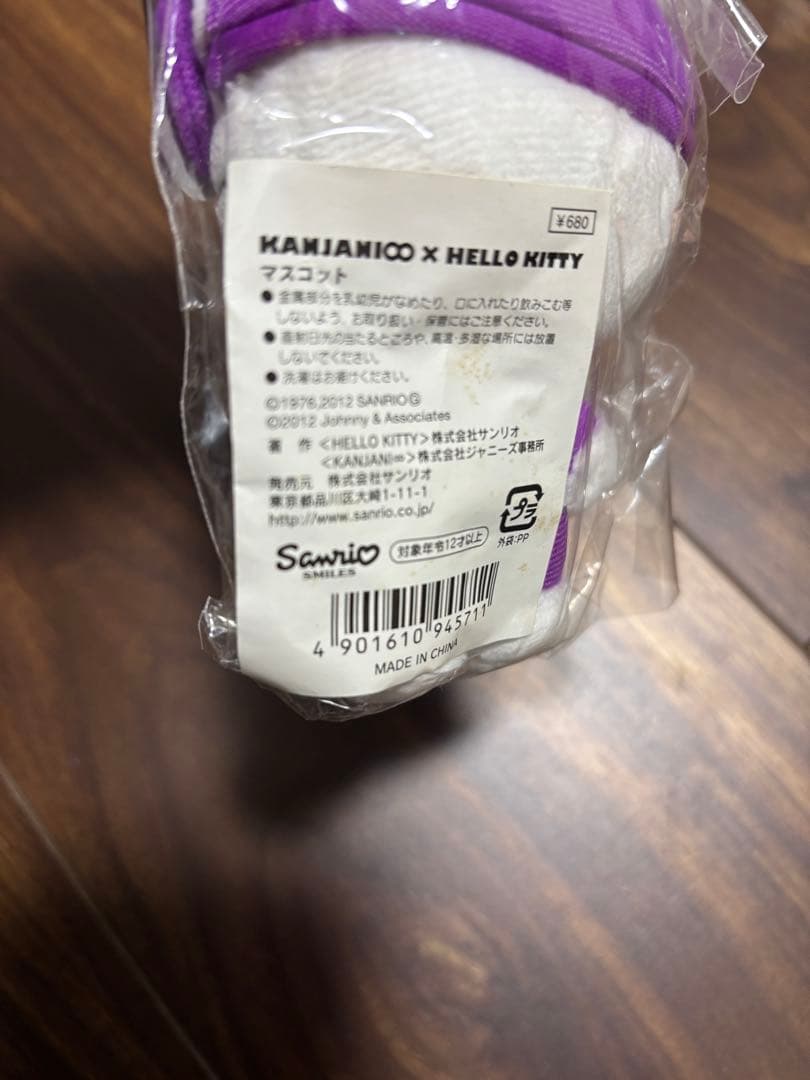 ¥680
KANJANI∞ × HELLO KITTY
マスコット
● 金属部分を乳幼児がなめたり、口に入れたり飲みこむ等
しないよう、お取り扱い・保管にはご注意ください。
● 直射日光の当たるところや、高温・多湿な場所には放置
しないでください。
● 洗濯はお避けください。
©1976,2012 SANRIO Ⓖ
©2012 Johnny & Associates
著 作 <HELLO KITTY>株式会社サンリオ
<KANJANI∞>株式会社ジャニーズ事務所
発売元 株式会社サンリオ
東京都品川区大崎1-11-1
http://www.sanrio.co.jp/
プラ
外袋:PP
Sanrio
SMILES
対象年令12才以上
4 901610 945711
MADE IN CHINA